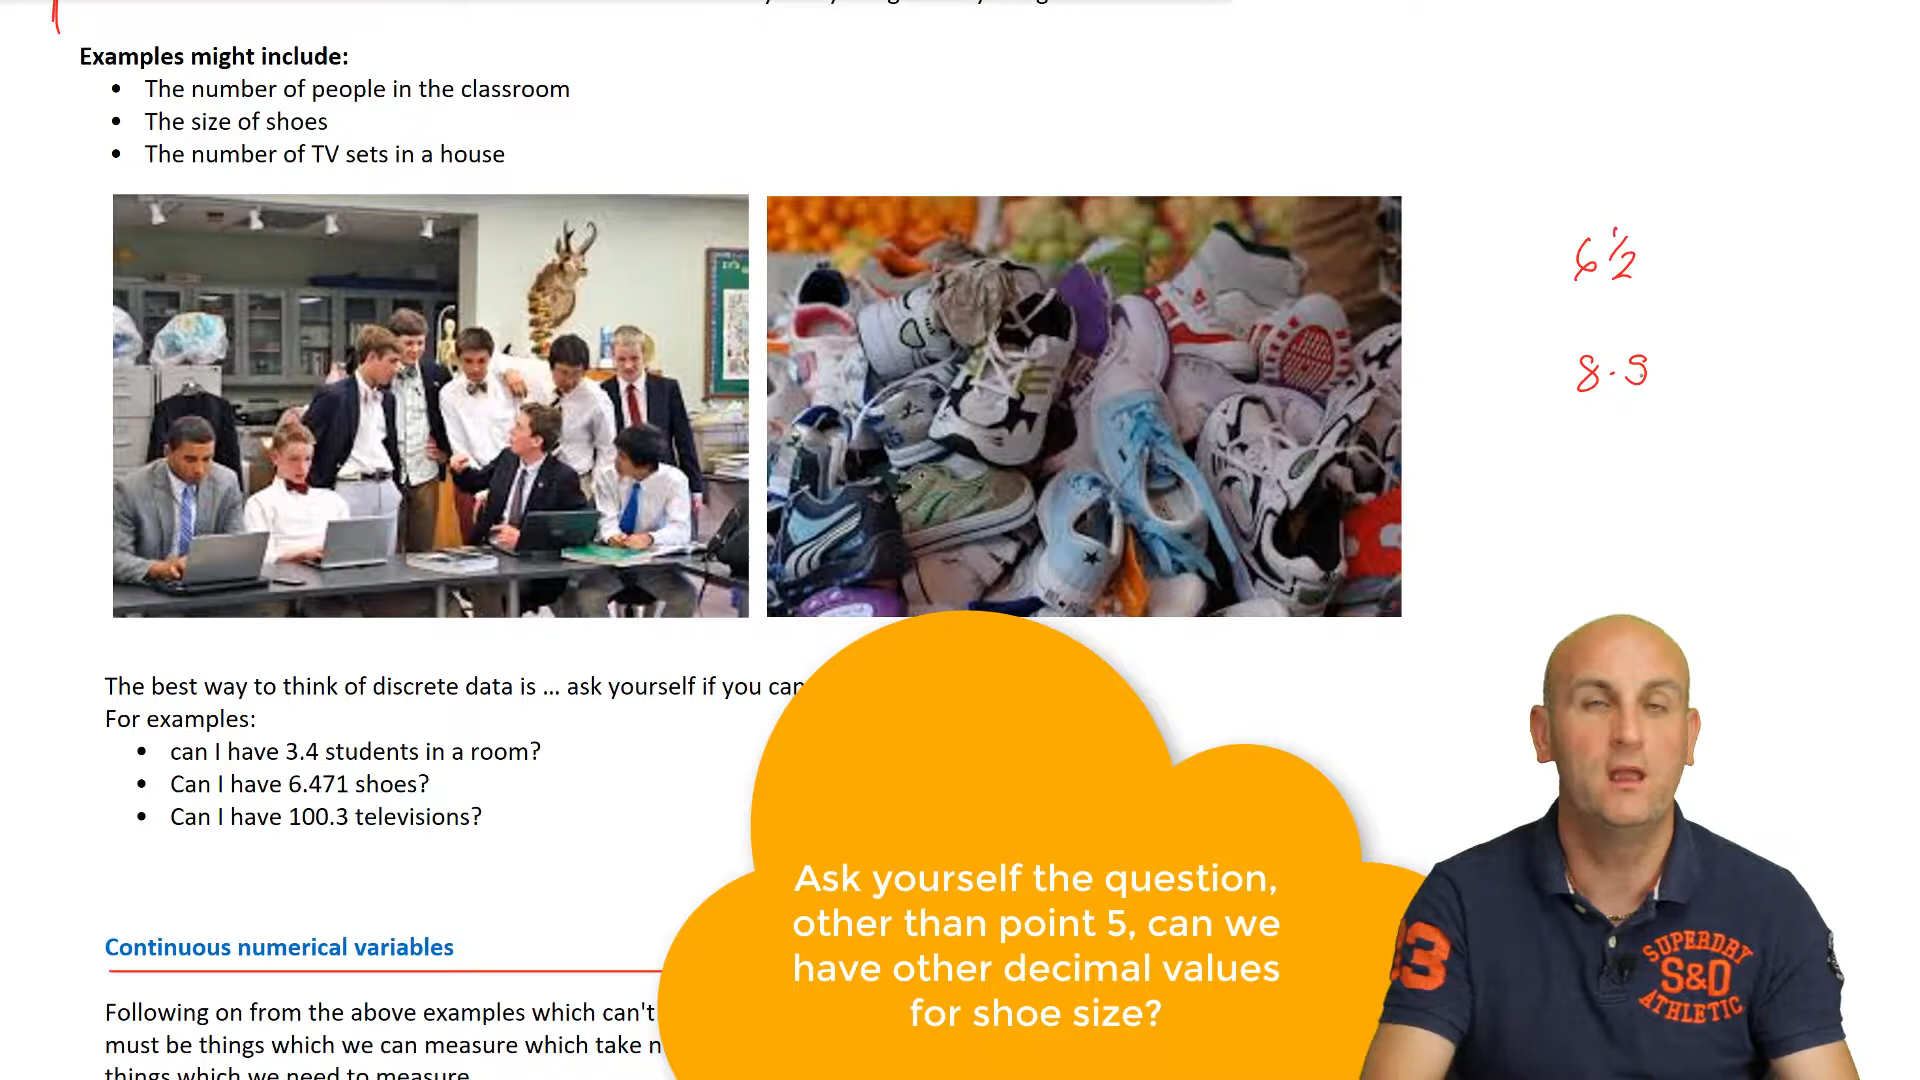 Examples might include:
• The number of people in the classroom
• The size of shoes
• The number of TV sets in a house
6 1/2
8.5
The best way to think of discrete data is ... ask yourself if you can
For examples:
• can I have 3.4 students in a room?
• Can I have 6.471 shoes?
• Can I have 100.3 televisions?
Ask yourself the question,
other than point 5, can we
have other decimal values
for shoe size?
Continuous numerical variables
Following on from the above examples which can't
must be things which we can measure which take
things which we need to measure
SUPERDRY
S&D
ATHLETIC